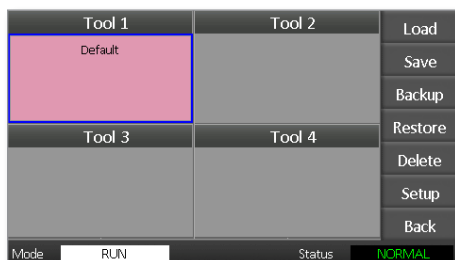 Tool 1
Default
Tool 2
Tool 3
Tool 4
Load
Save
Backup
Restore
Delete
Setup
Back
Mode RUN Status NORMAL